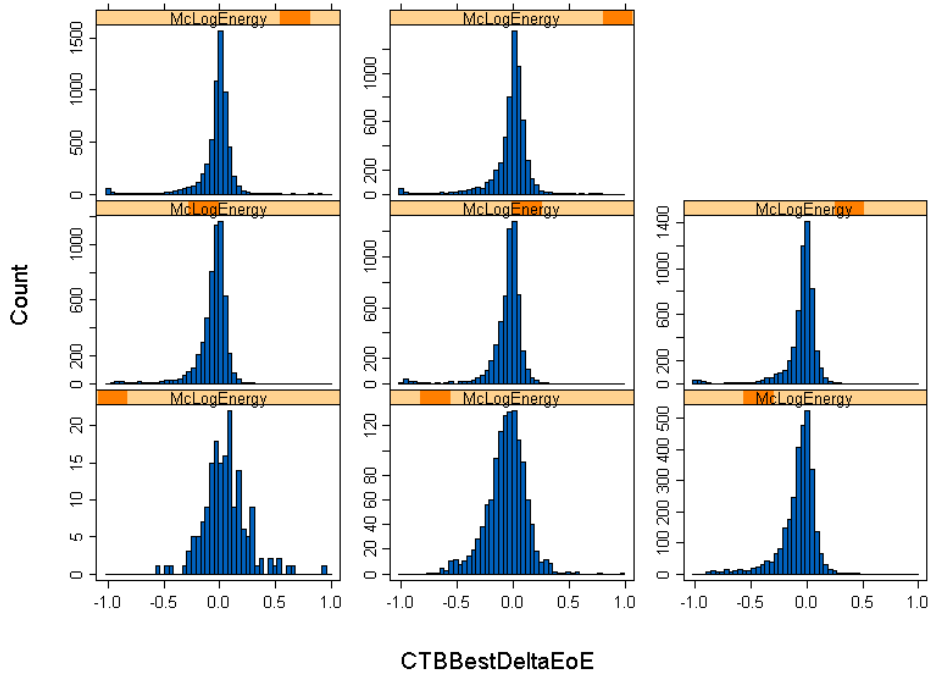 McLogEnergy McLogEnergy
0 500 1000 1500
0 200 600 1000
McLogEnergy McLogEnergy McLogEnergy
0 200 600 1000
0 200 600 1000
0 200 600 1000 1400
Count
McLogEnergy McLogEnergy McLogEnergy
0 5 10 15 20
0 20 40 60 80 120
0 100 200 300 400 500
-1.0 -0.5 0.0 0.5 1.0 -1.0 -0.5 0.0 0.5 1.0 -1.0 -0.5 0.0 0.5 1.0
CTBBestDeltaEoE